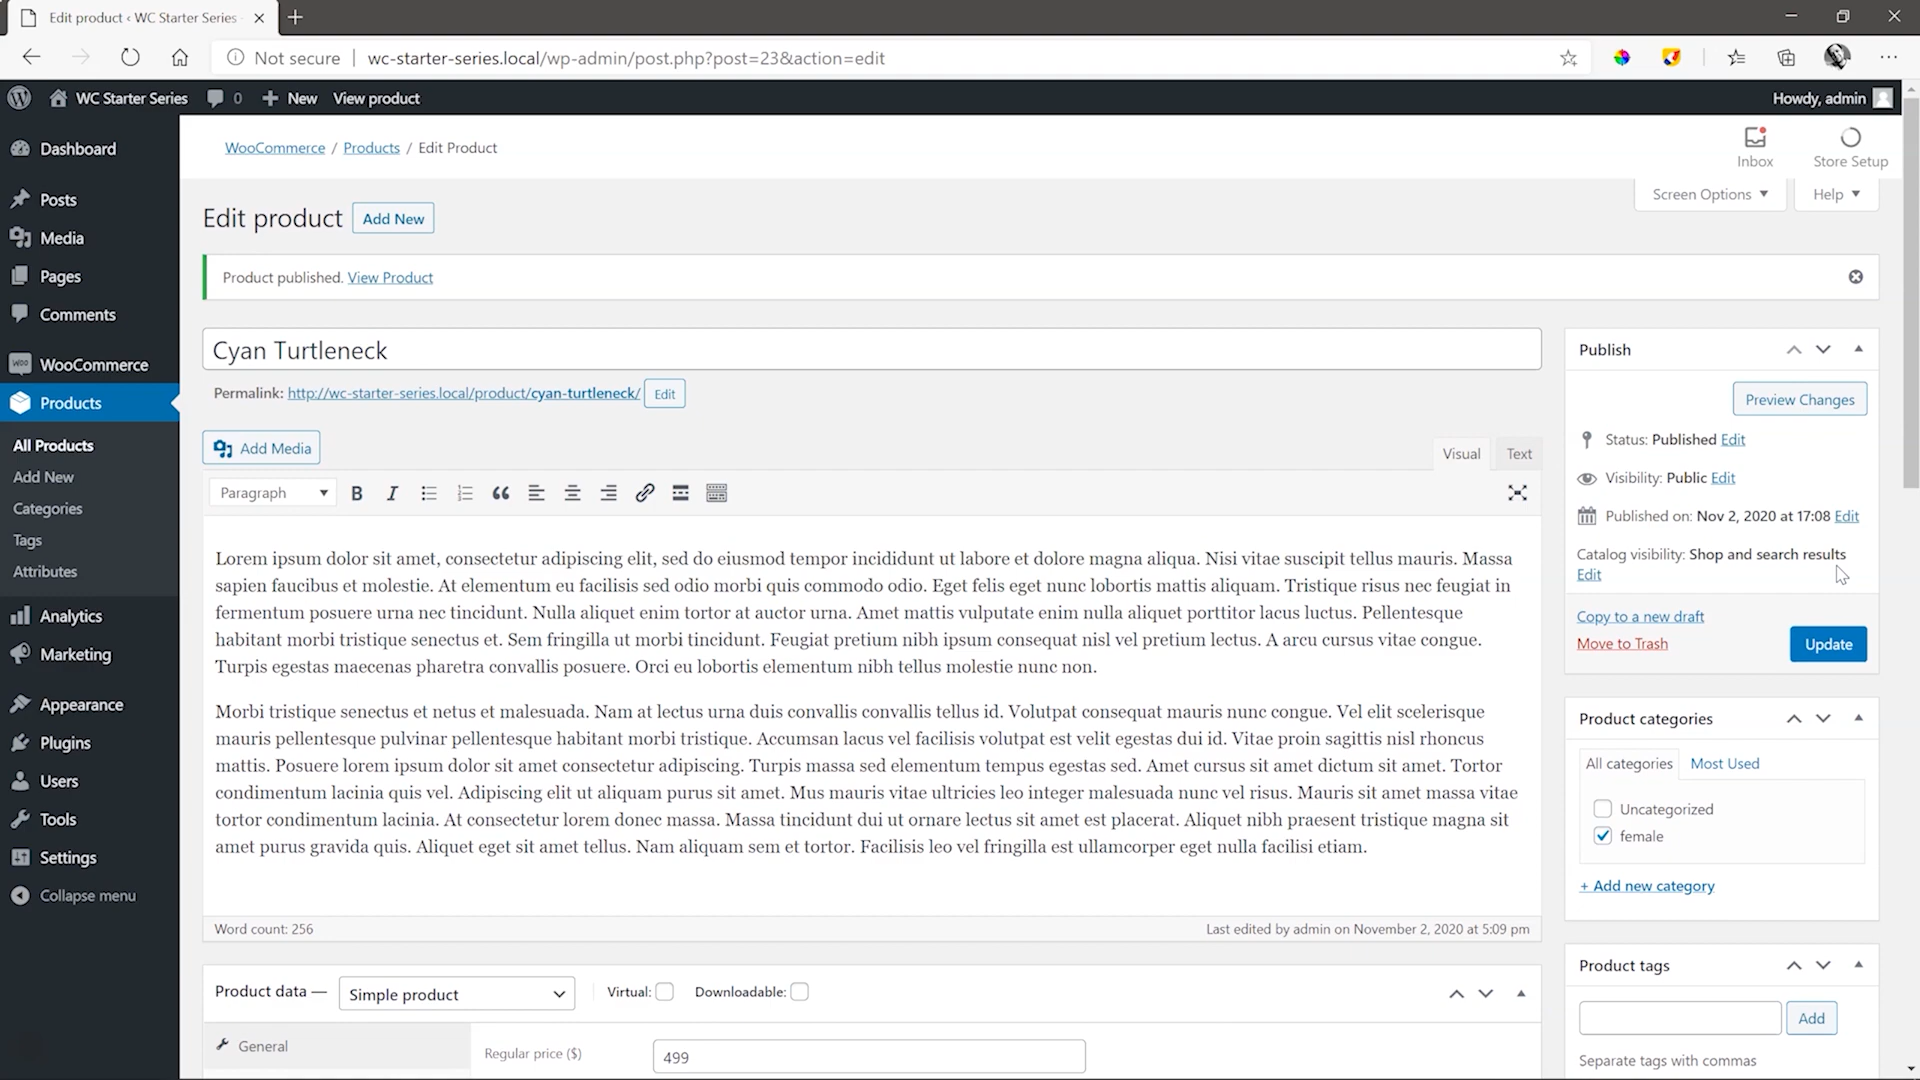 Edit product ‹ WC Starter Series
Not secure
wc-starter-series.local/wp-admin/post.php?post=23&action=edit
WC Starter Series
0
New
View product
Howdy, admin
Dashboard
Posts
Media
Pages
Comments
WooCommerce
Products
All Products
Add New
Categories
Tags
Attributes
Analytics
Marketing
Appearance
Plugins
Users
Tools
Settings
Collapse menu
WooCommerce / Products / Edit Product
Inbox
Store Setup
Screen Options
Help
Edit product
Add New
Product published. View Product
Cyan Turtleneck
Permalink: http://wc-starter-series.local/product/cyan-turtleneck/ Edit
Add Media
Visual
Text
Paragraph
Lorem ipsum dolor sit amet, consectetur adipiscing elit, sed do eiusmod tempor incididunt ut labore et dolore magna aliqua. Nisi vitae suscipit tellus mauris. Massa
sapien faucibus et molestie. At elementum eu facilisis sed odio morbi quis commodo odio. Eget felis eget nunc lobortis mattis aliquam. Tristique risus nec feugiat in
fermentum posuere urna nec tincidunt. Nulla aliquet enim tortor at auctor urna. Amet mattis vulputate enim nulla aliquet porttitor lacus luctus. Pellentesque
habitant morbi tristique senectus et. Sem fringilla ut morbi tincidunt. Feugiat pretium nibh ipsum consequat nisl vel pretium lectus. A arcu cursus vitae congue.
Turpis egestas maecenas pharetra convallis posuere. Orci eu lobortis elementum nibh tellus molestie nunc non.
Morbi tristique senectus et netus et malesuada. Nam at lectus urna duis convallis convallis tellus id. Volutpat consequat mauris nunc congue. Vel elit scelerisque
mauris pellentesque pulvinar pellentesque habitant morbi tristique. Accumsan lacus vel facilisis volutpat est velit egestas dui id. Vitae proin sagittis nisl rhoncus
mattis. Posuere lorem ipsum dolor sit amet consectetur adipiscing. Turpis massa sed elementum tempus egestas sed. Amet cursus sit amet dictum sit amet. Tortor
condimentum lacinia quis vel. Adipiscing elit ut aliquam purus sit amet. Mus mauris vitae ultricies leo integer malesuada nunc vel risus. Mauris sit amet massa vitae
tortor condimentum lacinia. At consectetur lorem donec massa. Massa tincidunt dui ut ornare lectus sit amet est placerat. Aliquet nibh praesent tristique magna sit
amet purus gravida quis. Aliquet eget sit amet tellus. Nam aliquam sem et tortor. Facilisis leo vel fringilla est ullamcorper eget nulla facilisi etiam.
Word count: 256
Last edited by admin on November 2, 2020 at 5:09 pm
Product data —
Simple product
Virtual:
Downloadable:
General
Regular price ($)
499
Publish
Preview Changes
Status: Published Edit
Visibility: Public Edit
Published on: Nov 2, 2020 at 17:08 Edit
Catalog visibility: Shop and search results
Edit
Copy to a new draft
Move to Trash
Update
Product categories
All categories
Most Used
Uncategorized
female
+ Add new category
Product tags
Add
Separate tags with commas